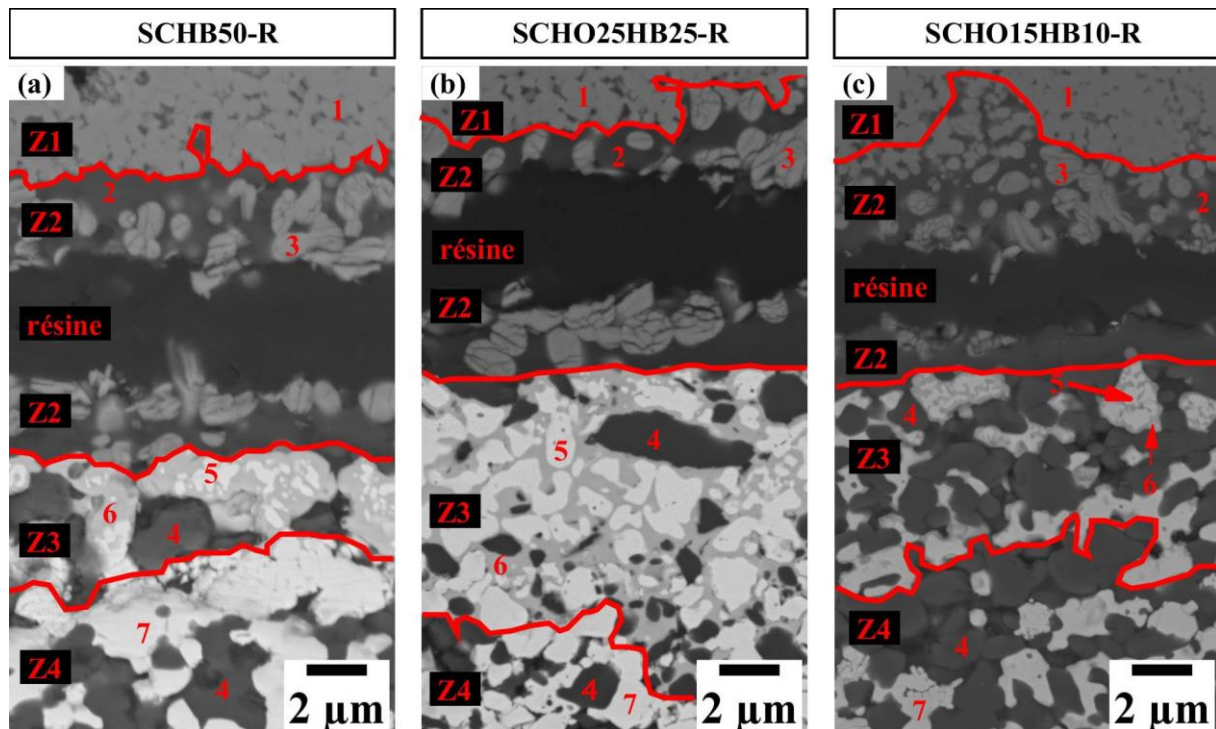 SCHB50-R
SCHO25HB25-R
SCHO15HB10-R
(a)
1
Z1
2
Z2
3
résine
Z2
5
6
4
Z3
7
Z4
4
2 µm
(b)
1
Z1
2
3
Z2
résine
Z2
5
4
Z3
6
Z4
4
7
2 µm
(c)
1
Z1
3
2
Z2
résine
Z2
5
4
Z3
6
Z4
4
7
2 µm